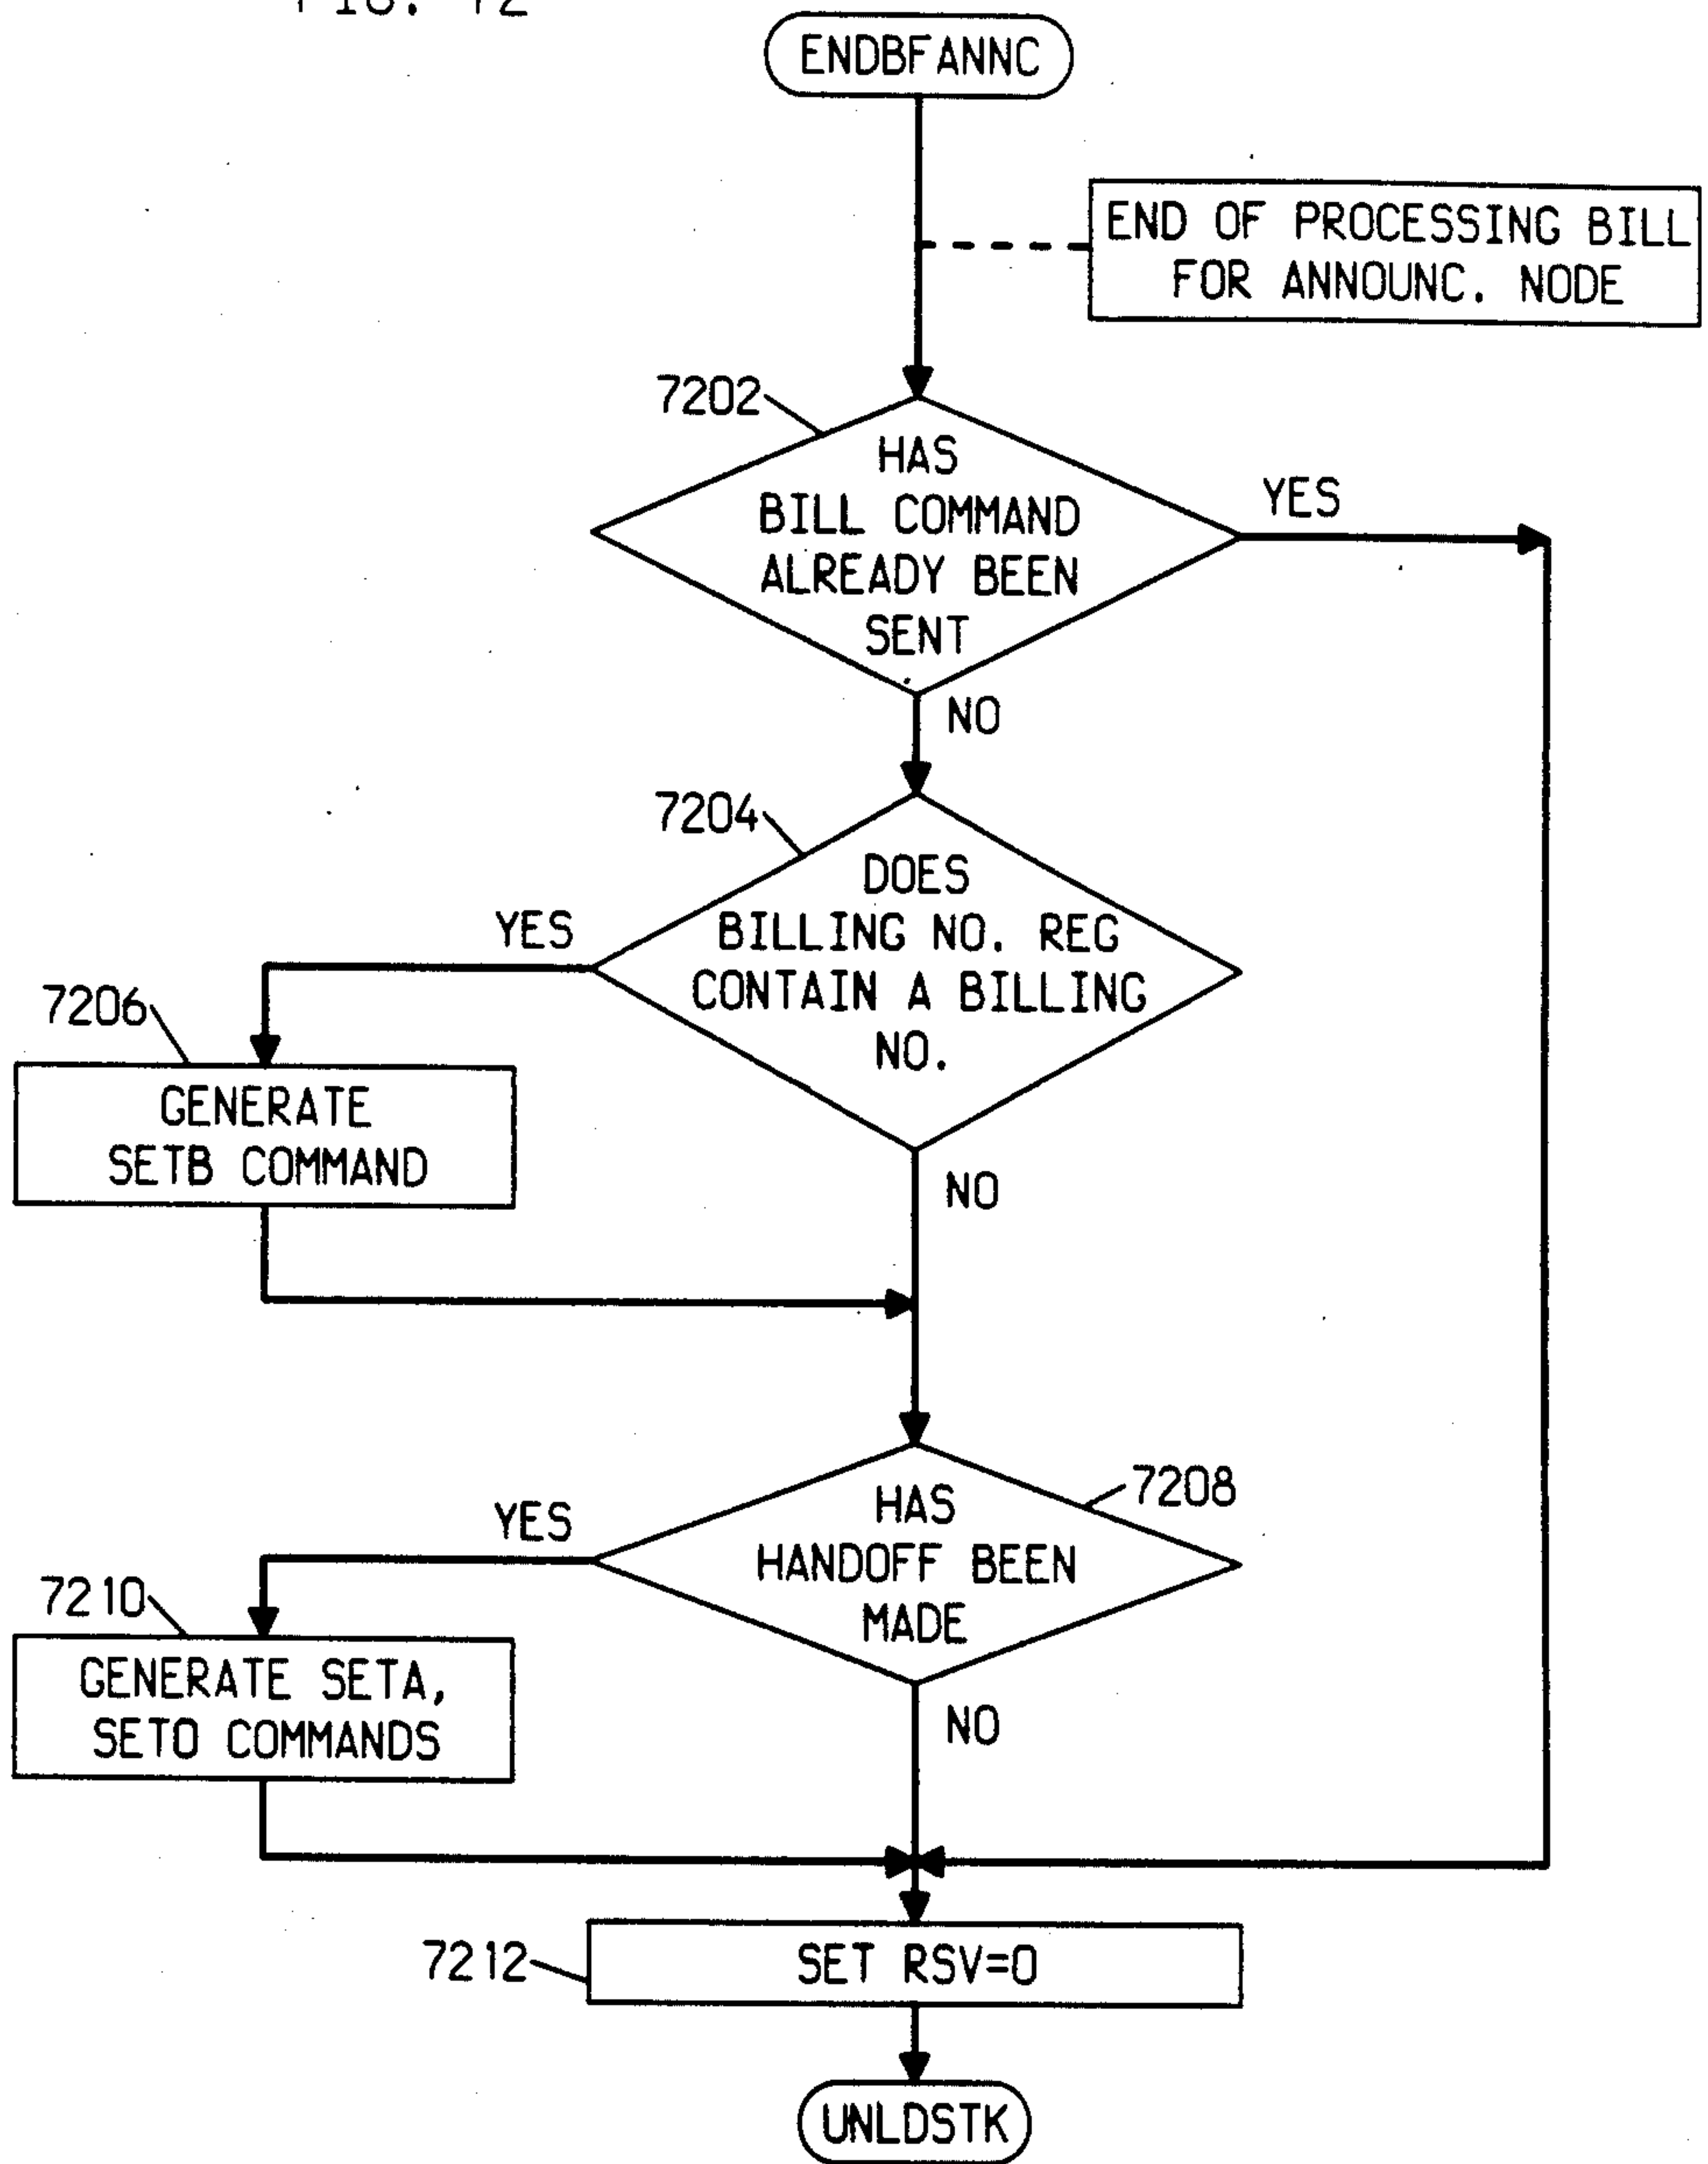 FIG. 72
ENDBFANNC
END OF PROCESSING BILL
FOR ANNOUNC. NODE
7202
HAS
BILL COMMAND
ALREADY BEEN
SENT
YES
NO
7204
DOES
BILLING NO. REG
CONTAIN A BILLING
NO.
YES
NO
7206
GENERATE
SETB COMMAND
7208
HAS
HANDOFF BEEN
MADE
YES
NO
7210
GENERATE SETA,
SETO COMMANDS
7212
SET RSV=0
UNLDSTK